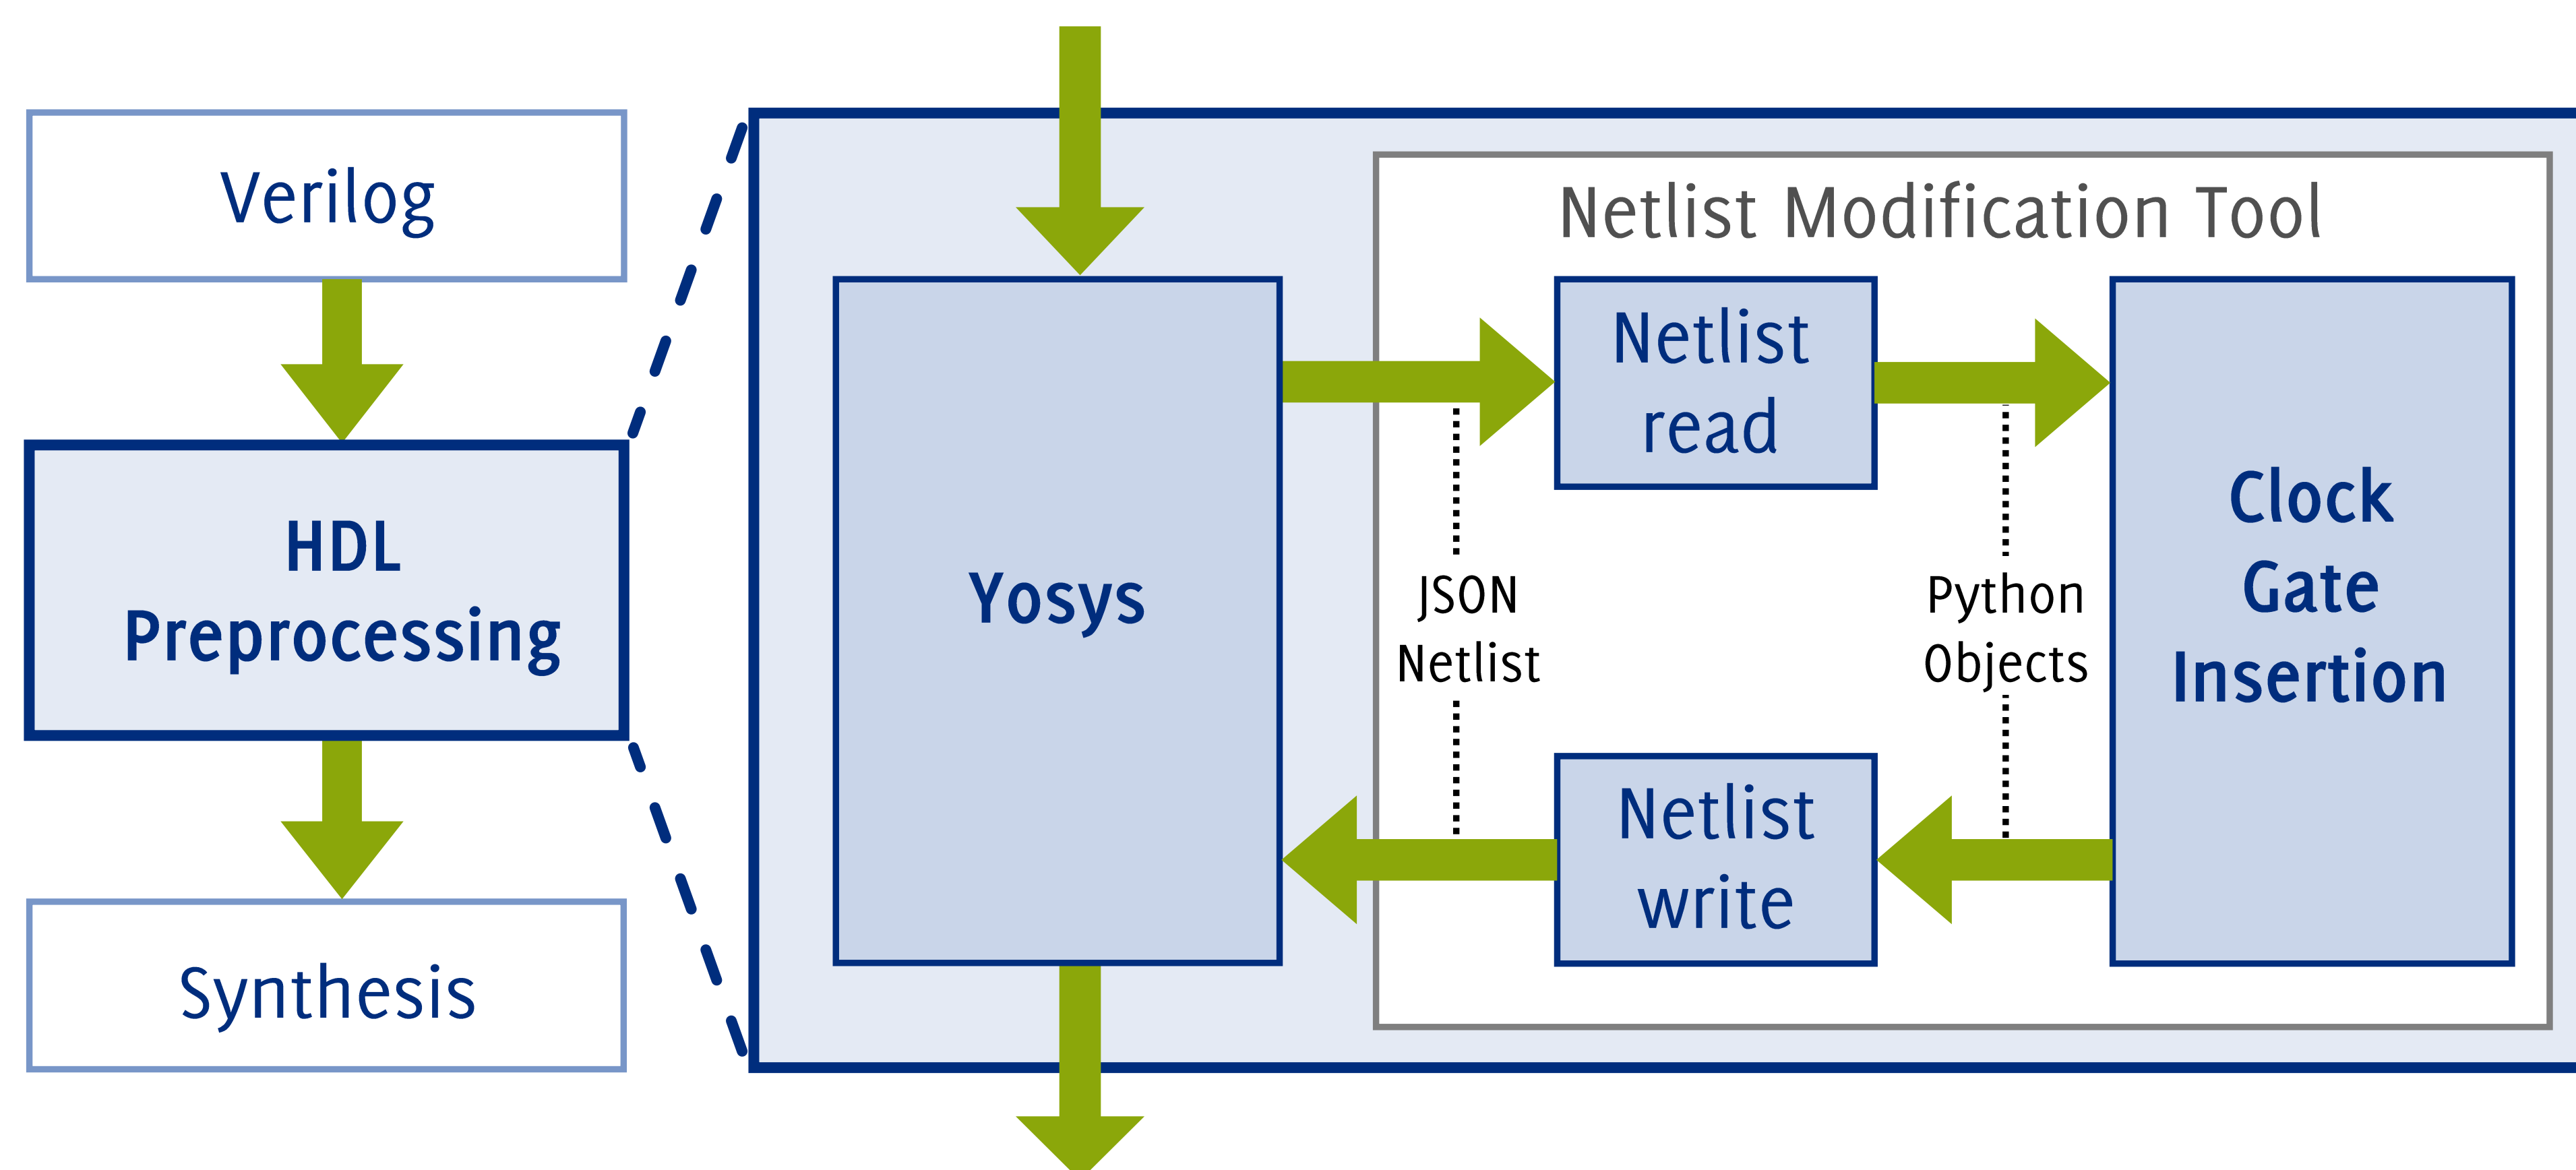 Verilog
HDL
Preprocessing
Synthesis
Yosys
Netlist Modification Tool
Netlist
read
JSON
Netlist
Python
Objects
Netlist
write
Clock
Gate
Insertion